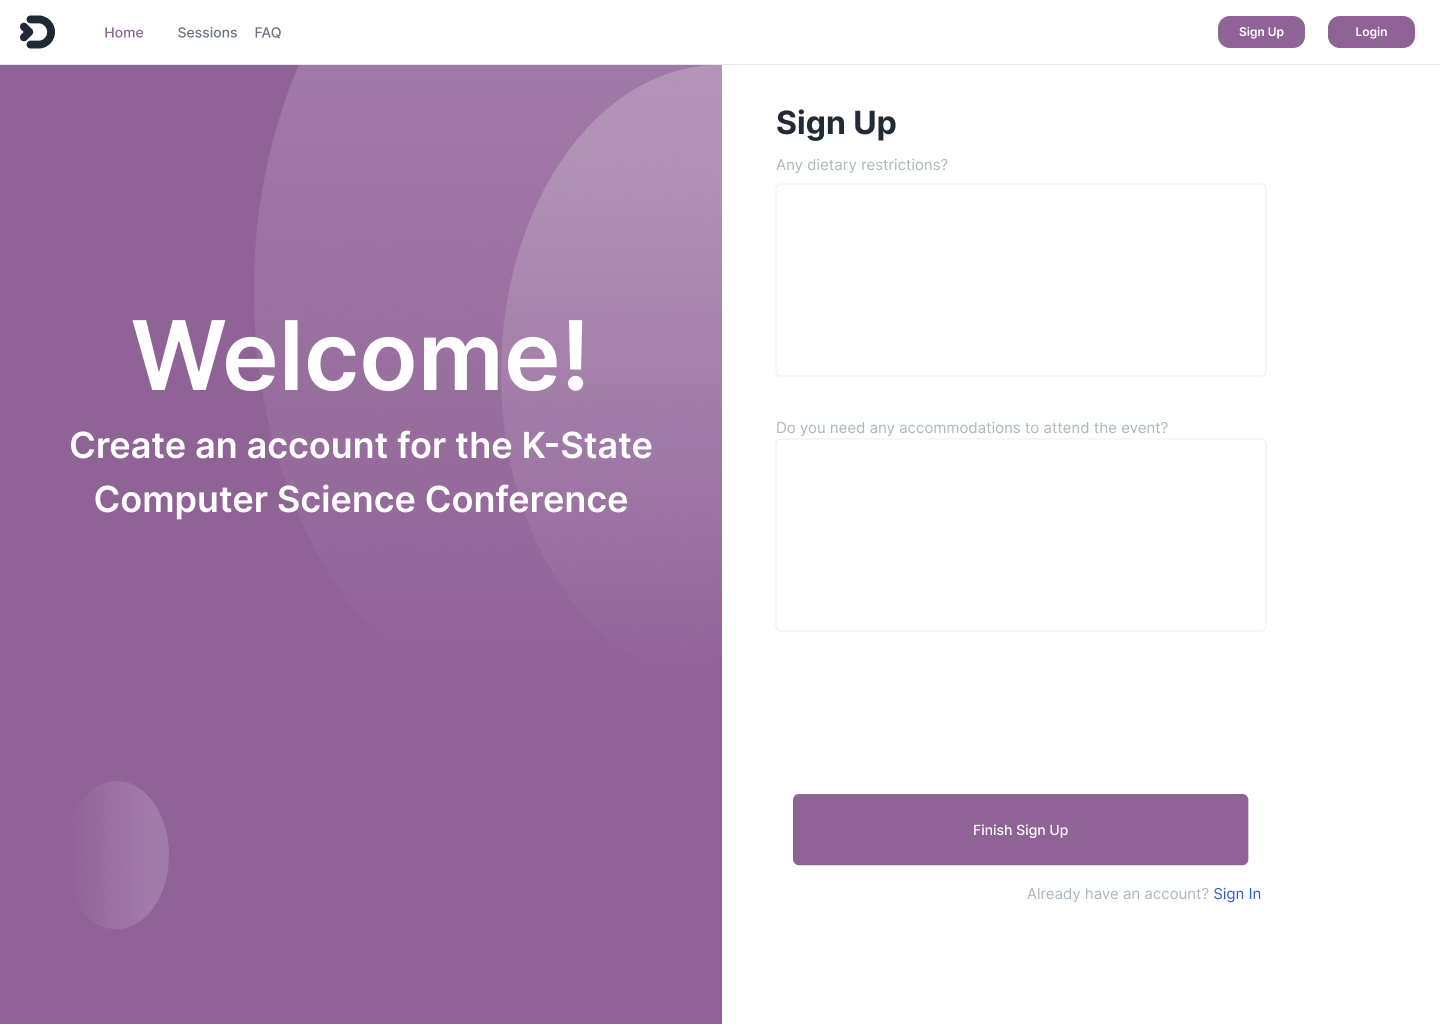 Home Sessions FAQ Sign Up Login
Welcome!
Create an account for the K-State
Computer Science Conference
Sign Up
Any dietary restrictions?
Do you need any accommodations to attend the event?
Finish Sign Up
Already have an account? Sign In